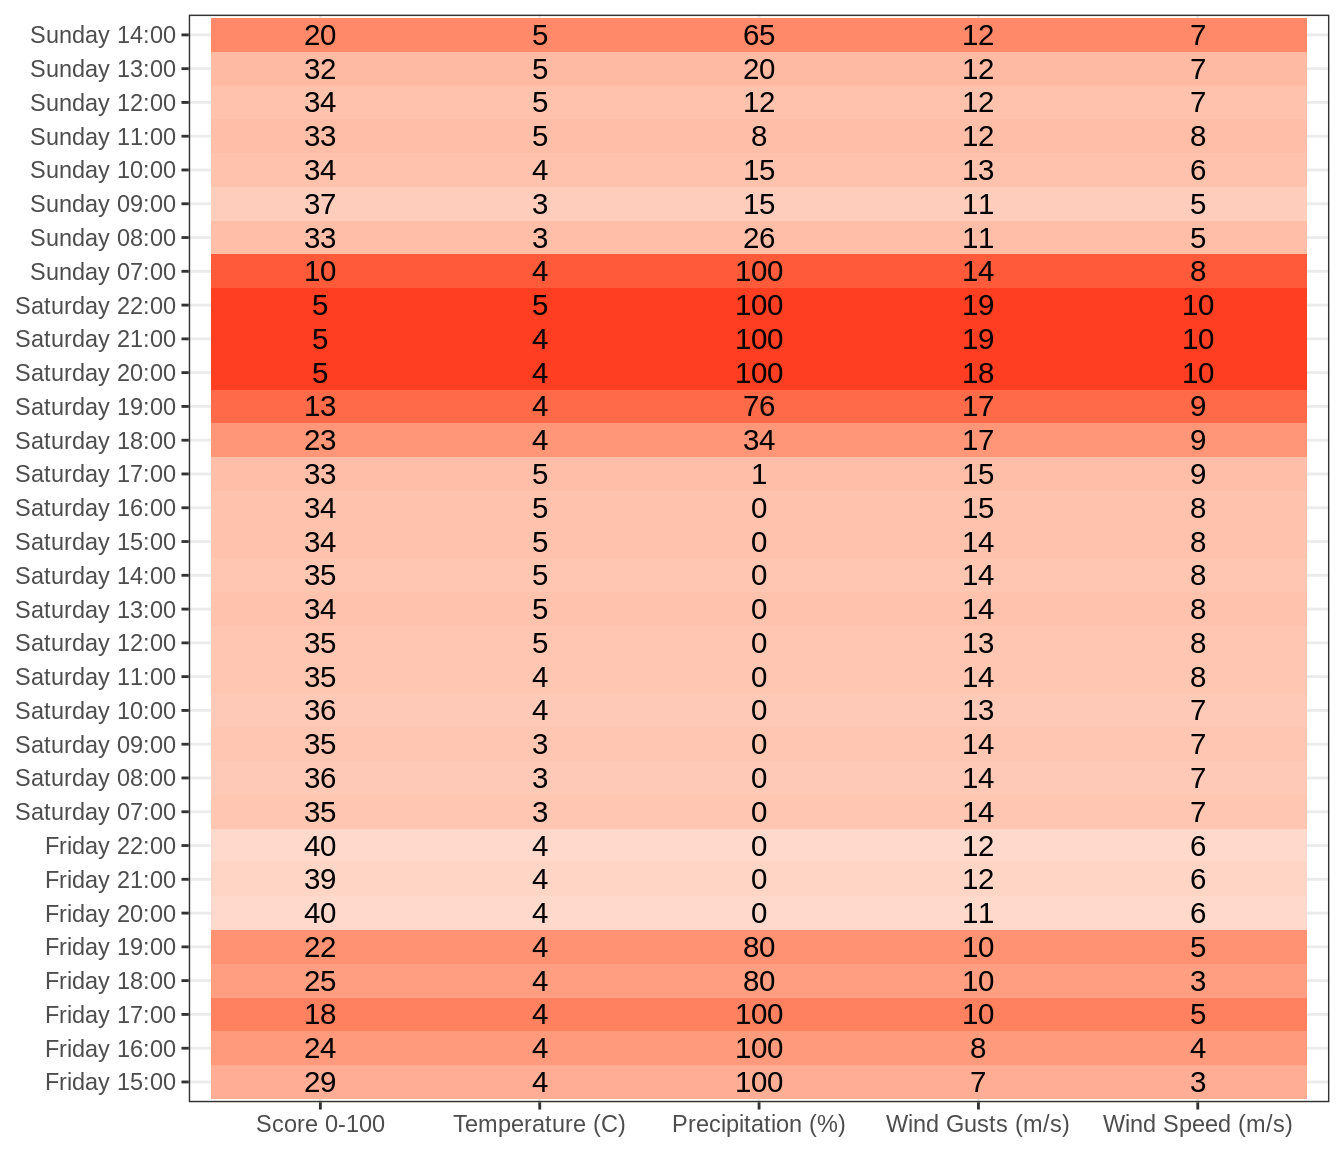 Sunday 14:00 20 5 65 12 7
Sunday 13:00 32 5 20 12 7
Sunday 12:00 34 5 12 12 7
Sunday 11:00 33 5 8 12 8
Sunday 10:00 34 4 15 13 6
Sunday 09:00 37 3 15 11 5
Sunday 08:00 33 3 26 11 5
Sunday 07:00 10 4 100 14 8
Saturday 22:00 5 5 100 19 10
Saturday 21:00 5 4 100 19 10
Saturday 20:00 5 4 100 18 10
Saturday 19:00 13 4 76 17 9
Saturday 18:00 23 4 34 17 9
Saturday 17:00 33 5 1 15 9
Saturday 16:00 34 5 0 15 8
Saturday 15:00 34 5 0 14 8
Saturday 14:00 35 5 0 14 8
Saturday 13:00 34 5 0 14 8
Saturday 12:00 35 5 0 13 8
Saturday 11:00 35 4 0 14 8
Saturday 10:00 36 4 0 13 7
Saturday 09:00 35 3 0 14 7
Saturday 08:00 36 3 0 14 7
Saturday 07:00 35 3 0 14 7
Friday 22:00 40 4 0 12 6
Friday 21:00 39 4 0 12 6
Friday 20:00 40 4 0 11 6
Friday 19:00 22 4 80 10 5
Friday 18:00 25 4 80 10 3
Friday 17:00 18 4 100 10 5
Friday 16:00 24 4 100 8 4
Friday 15:00 29 4 100 7 3
Score 0-100 Temperature (C) Precipitation (%) Wind Gusts (m/s) Wind Speed (m/s)